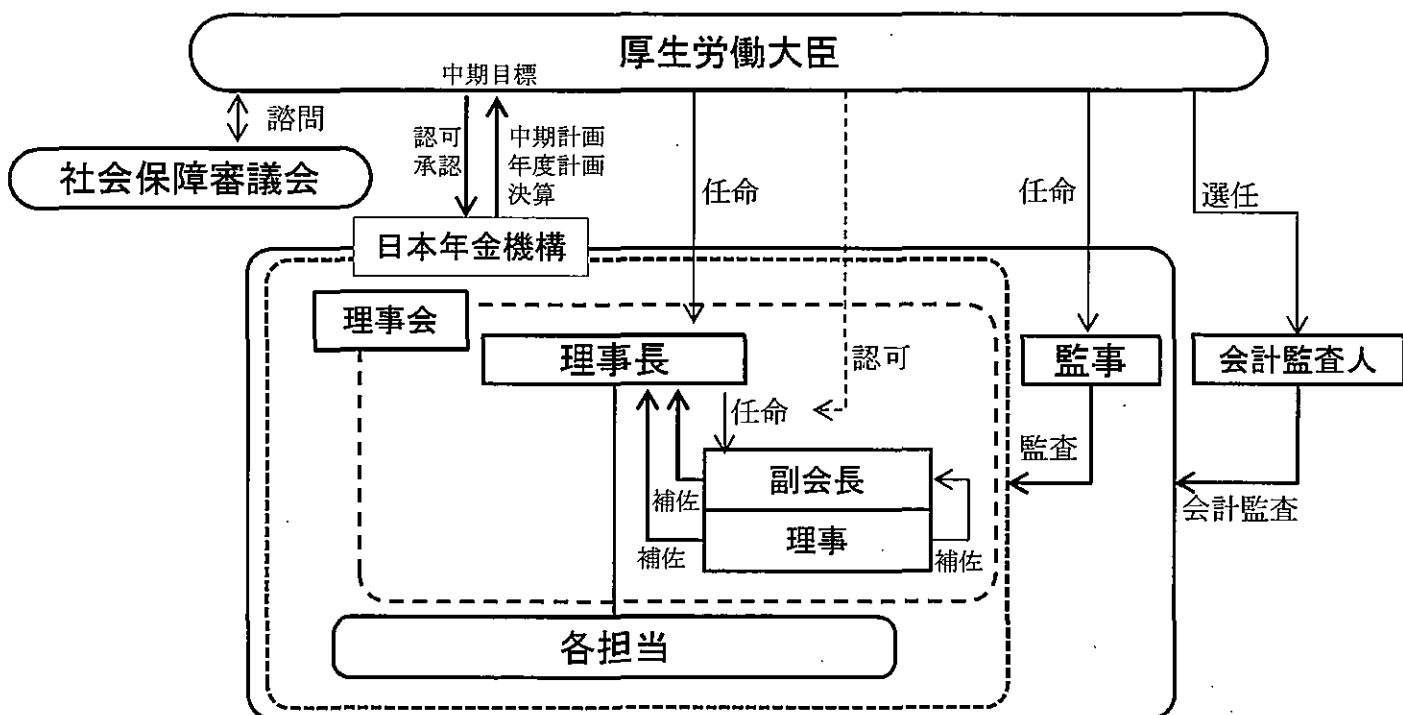 厚生労働大臣
中期目標
諮問
認可
承認
中期計画
年度計画
決算
社会保障審議会
任命
任命
選任
日本年金機構
理事会
理事長
認可
監事
会計監査人
任命
監査
副会長
補佐
会計監査
理事
補佐
補佐
各担当